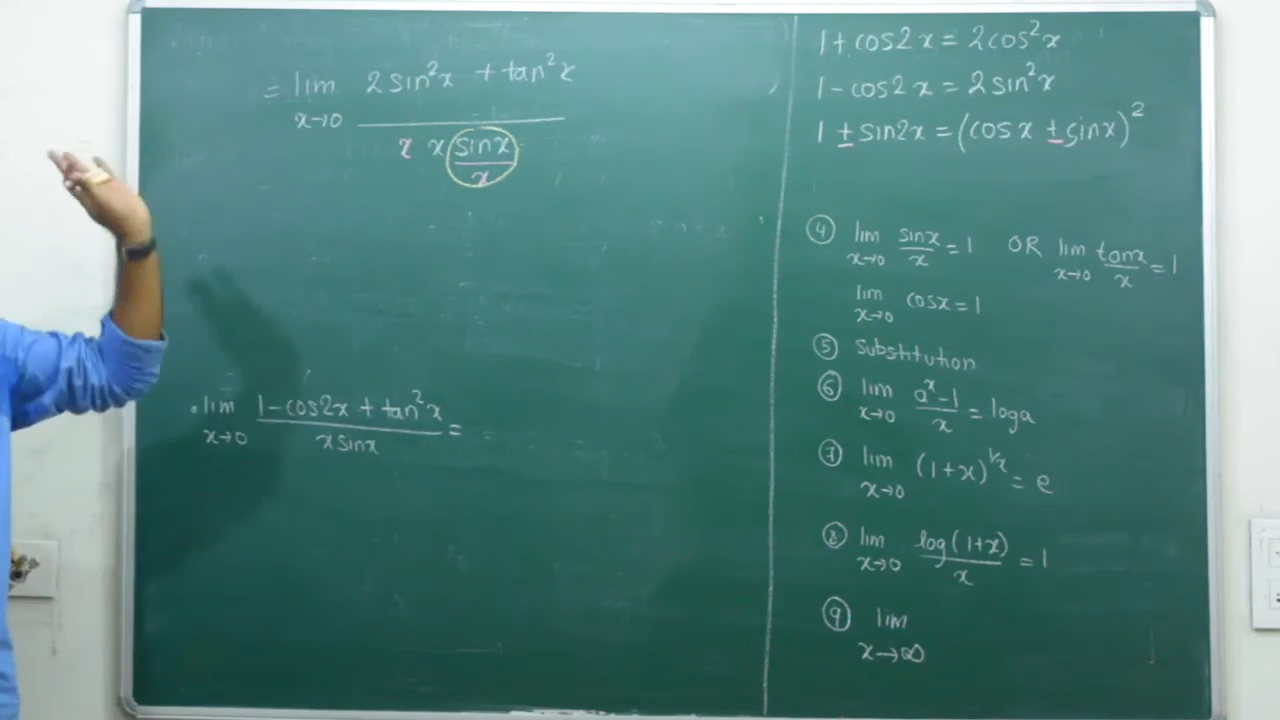 = lim x→0 (2sin²x + tan²x) / (x × (sinx / x))
lim x→0 (1-cos2x + tan²x) / (x sinx) =
1+cos2x = 2cos²x
1-cos2x = 2sin²x
1 ± sin2x = (cosx ± sinx)²
④ lim x→0 sinx/x = 1 OR lim x→0 tanx/x = 1
lim x→0 cosx = 1
⑤ Substitution
⑥ lim x→0 (aˣ-1)/x = loga
⑦ lim x→0 (1+x)^(1/x) = e
⑧ lim x→0 log(1+x)/x = 1
⑨ lim x→∞